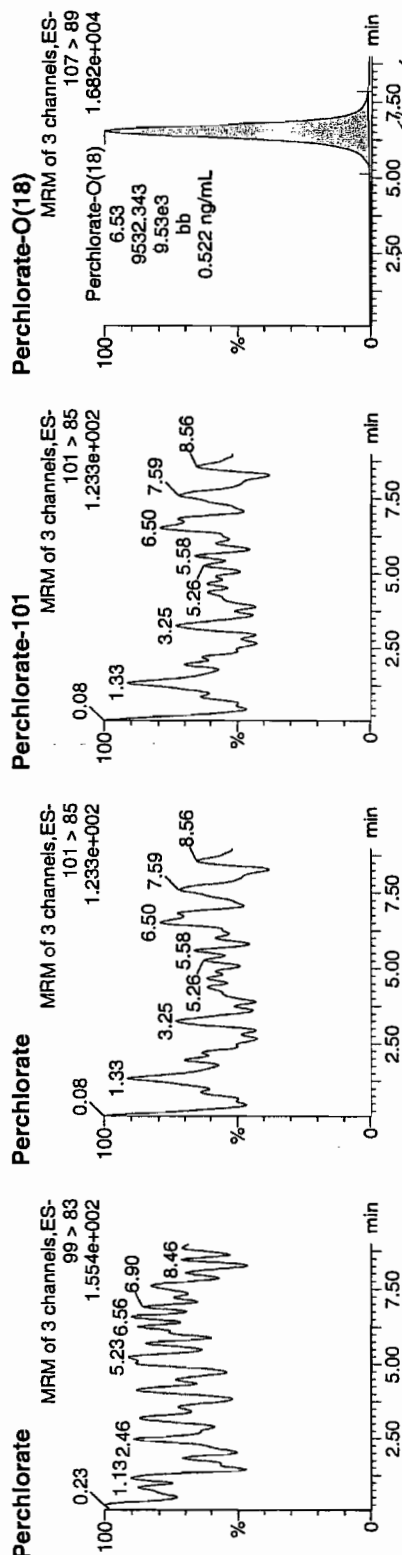 Perchlorate
MRM of 3 channels,ES-
99 > 83
1.554e+002
100
%
0
0.23
1.13
2.46
5.23
6.56
6.90
8.46
2.50
5.00
7.50
min
Perchlorate
MRM of 3 channels,ES-
101 > 85
1.233e+002
100
%
0
0.08
1.33
3.25
5.26
5.58
6.50
7.59
8.56
2.50
5.00
7.50
min
Perchlorate-101
MRM of 3 channels,ES-
101 > 85
1.233e+002
100
%
0
0.08
1.33
3.25
5.26
5.58
6.50
7.59
8.56
2.50
5.00
7.50
min
Perchlorate-O(18)
MRM of 3 channels,ES-
107 > 89
1.682e+004
100
%
0
Perchlorate-O(18)
6.53
9532.343
9.53e3
bb
0.522 ng/mL
2.50
5.00
7.50
min